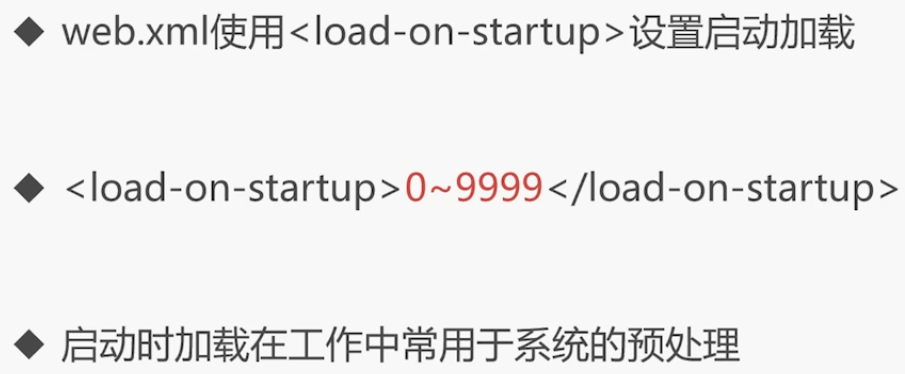 ◆ web.xml使用<load-on-startup>设置启动加载
◆ <load-on-startup>0~9999</load-on-startup>
◆ 启动时加载在工作中常用于系统的预处理